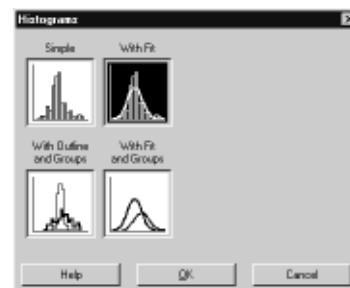 Histograms
Simple
With Fit
With Outline
and Groups
With Fit
and Groups
Help
OK
Cancel